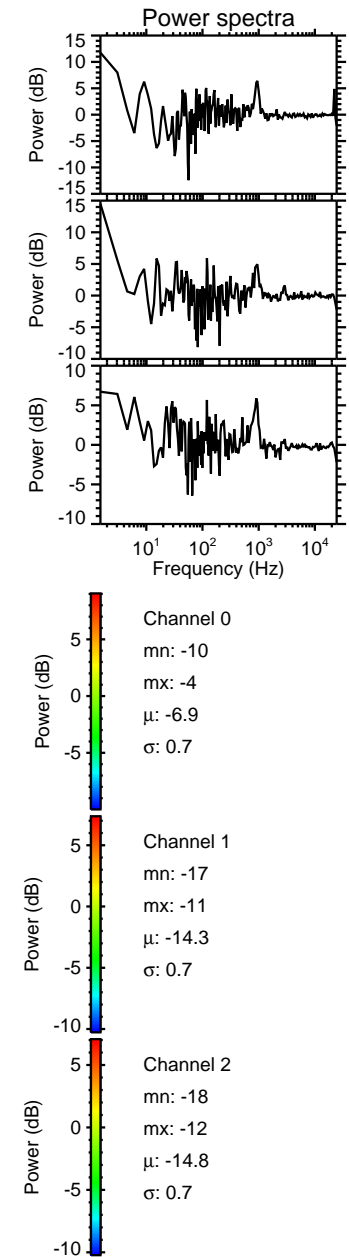 Power spectra
15
10
5
0
-5
-10
-15
Power (dB)
15
10
5
0
-5
-10
Power (dB)
10
5
0
-5
-10
Power (dB)
10¹ 10² 10³ 10⁴
Frequency (Hz)
5
0
-5
Power (dB)
Channel 0
mn: -10
mx: -4
μ: -6.9
σ: 0.7
5
0
-5
-10
Power (dB)
Channel 1
mn: -17
mx: -11
μ: -14.3
σ: 0.7
5
0
-5
-10
Power (dB)
Channel 2
mn: -18
mx: -12
μ: -14.8
σ: 0.7